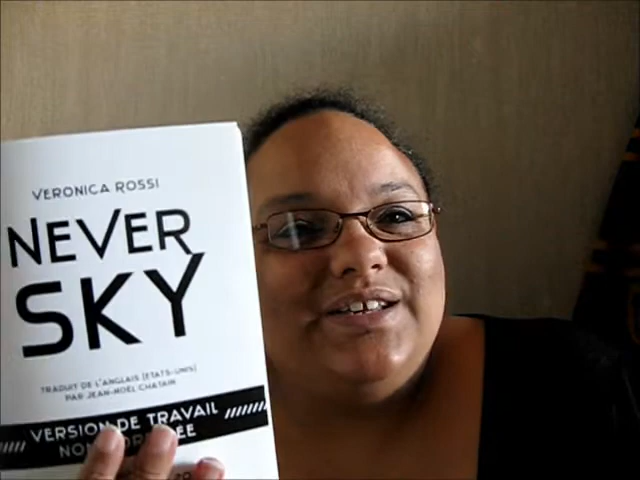 VERONICA ROSSI
NEVER
SKY
TRADUIT DE L'ANGLAIS [ÉTATS-UNIS]
PAR JEAN-NOËL CHATAIN
VERSION DE TRAVAIL